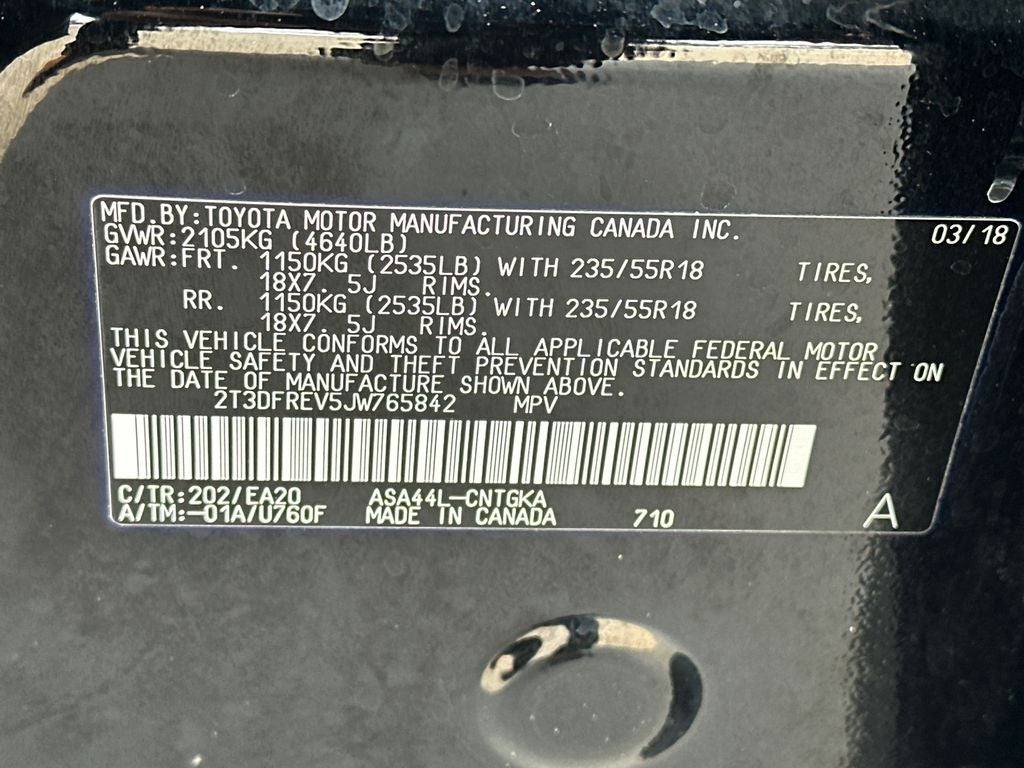 MFD.BY:TOYOTA MOTOR MANUFACTURING CANADA INC. 03/18
GVWR:2105KG (4640LB)
GAWR:FRT. 1150KG (2535LB) WITH 235/55R18 TIRES,
18X7. 5J RIMS.
RR. 1150KG (2535LB) WITH 235/55R18 TIRES,
18X7. 5J RIMS.
THIS VEHICLE CONFORMS TO ALL APPLICABLE FEDERAL MOTOR
VEHICLE SAFETY AND THEFT PREVENTION STANDARDS IN EFFECT ON
THE DATE OF MANUFACTURE SHOWN ABOVE.
2T3DFREV5JW765842 MPV
C/TR:202/EA20 ASA44L-CNTGKA
A/TM:-01A/U760F MADE IN CANADA 710 A